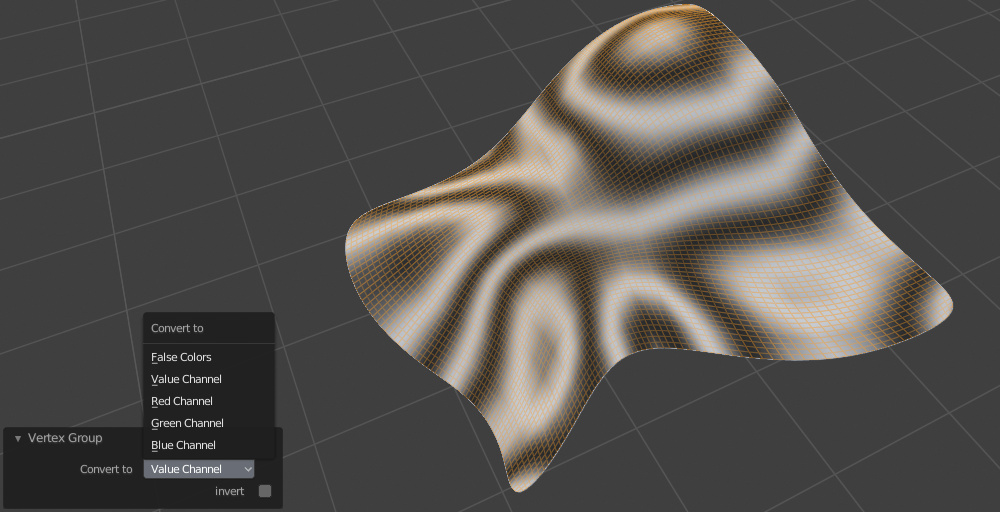 Convert to
False Colors
Value Channel
Red Channel
Green Channel
Blue Channel
Vertex Group
Convert to Value Channel
invert